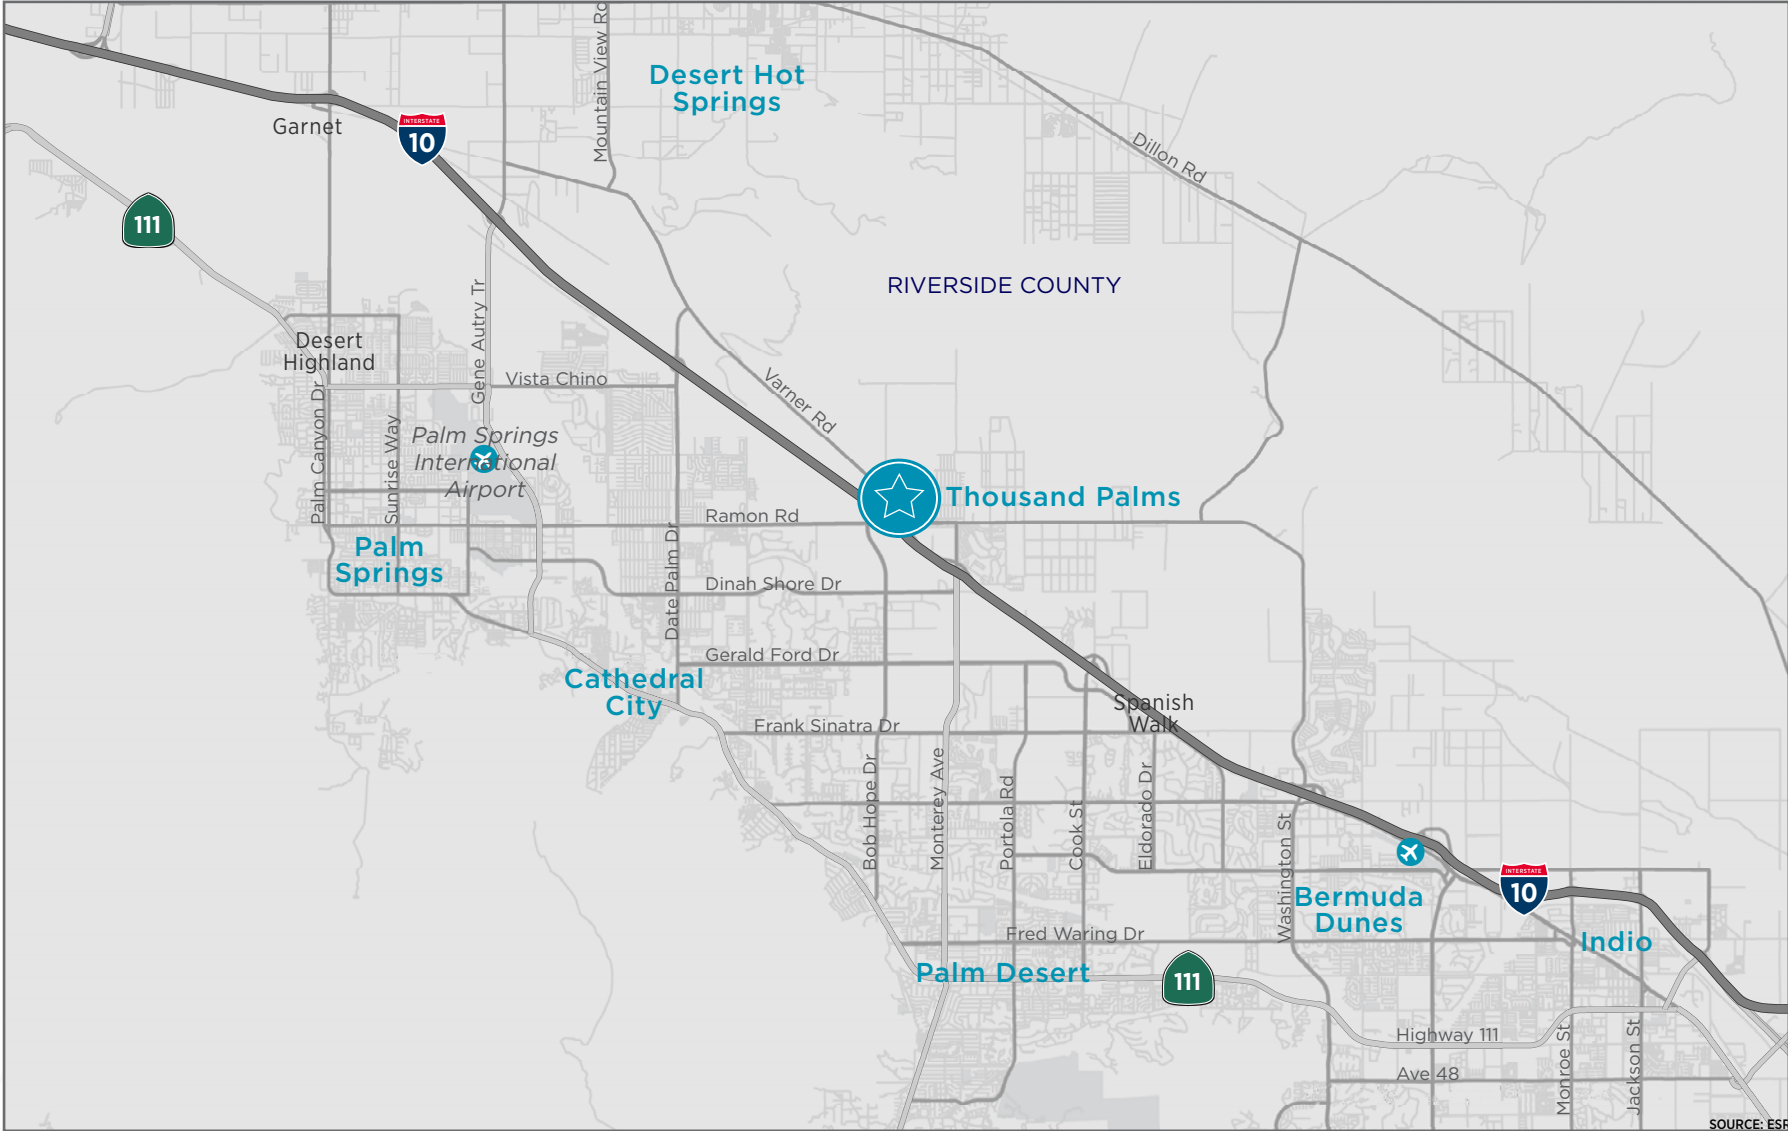 Mountain View Rd
Desert Hot
Springs
Garnet
INTERSTATE
10
Dillon Rd
111
RIVERSIDE COUNTY
Gene Autry Tr
Desert
Highland
Vista Chino
Varner Rd
Palm Canyon Dr
Sunrise Way
Palm Springs
International
Airport
Thousand Palms
Ramon Rd
Date Palm Dr
Palm
Springs
Dinah Shore Dr
Gerald Ford Dr
Cathedral
City
Spanish
Walk
Frank Sinatra Dr
Bob Hope Dr
Monterey Ave
Portola Rd
Cook St
Eldorado Dr
Washington St
INTERSTATE
10
Bermuda
Dunes
Fred Waring Dr
Indio
Palm Desert
111
Highway 111
Monroe St
Jackson St
Ave 48
SOURCE: